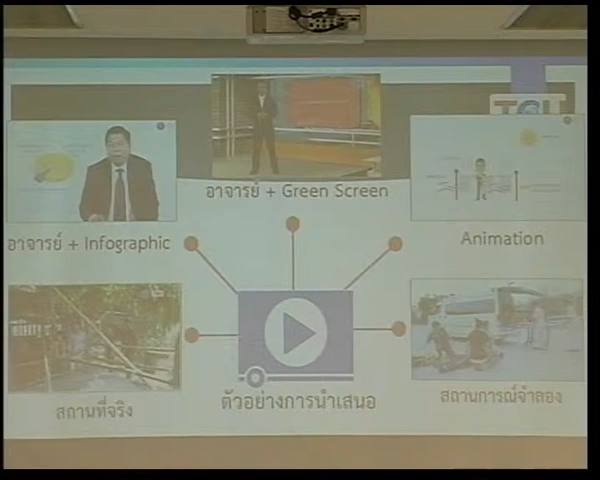 TCU
อาจารย์ + Green Screen
อาจารย์ + Infographic
Animation
สถานที่จริง
ตัวอย่างการนำเสนอ
สถานการณ์จำลอง